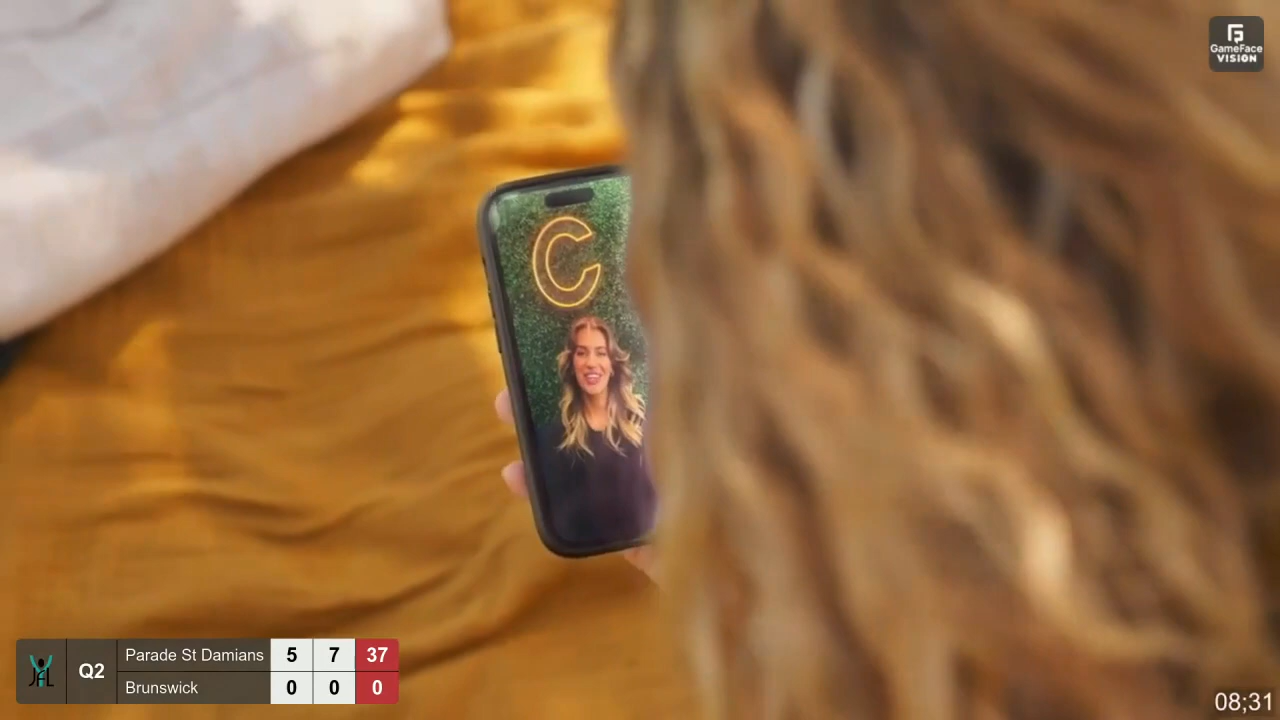 GameFace
VISION
C
Q2
Parade St Damians 5 7 37
Brunswick 0 0 0
08;31